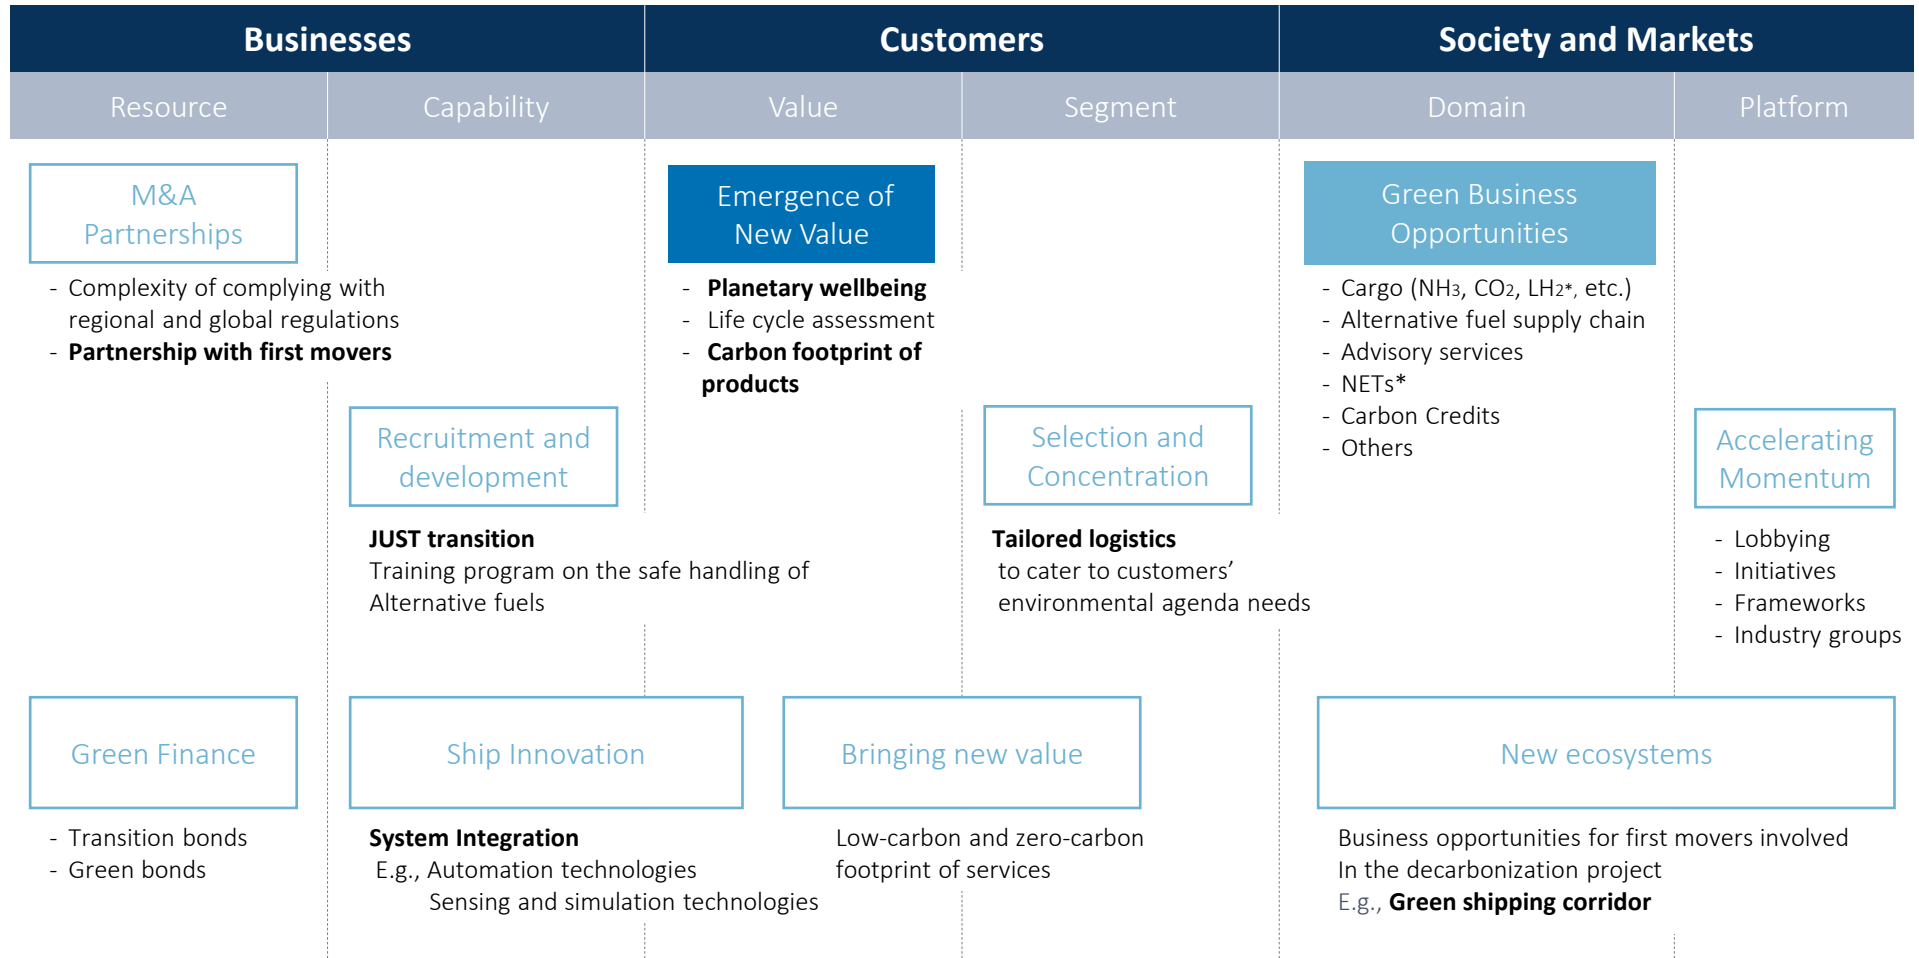 Businesses
Customers
Society and Markets
Resource
Capability
Value
Segment
Domain
Platform
M&A
Partnerships
- Complexity of complying with
regional and global regulations
- Partnership with first movers
Recruitment and
development
JUST transition
Training program on the safe handling of
Alternative fuels
Emergence of
New Value
- Planetary wellbeing
- Life cycle assessment
- Carbon footprint of
products
Selection and
Concentration
Tailored logistics
to cater to customers’
environmental agenda needs
Green Business
Opportunities
- Cargo (NH3, CO2, LH2*, etc.)
- Alternative fuel supply chain
- Advisory services
- NETs*
- Carbon Credits
- Others
Accelerating
Momentum
- Lobbying
- Initiatives
- Frameworks
- Industry groups
Green Finance
- Transition bonds
- Green bonds
Ship Innovation
System Integration
E.g., Automation technologies
Sensing and simulation technologies
Bringing new value
Low-carbon and zero-carbon
footprint of services
New ecosystems
Business opportunities for first movers involved
In the decarbonization project
E.g., Green shipping corridor